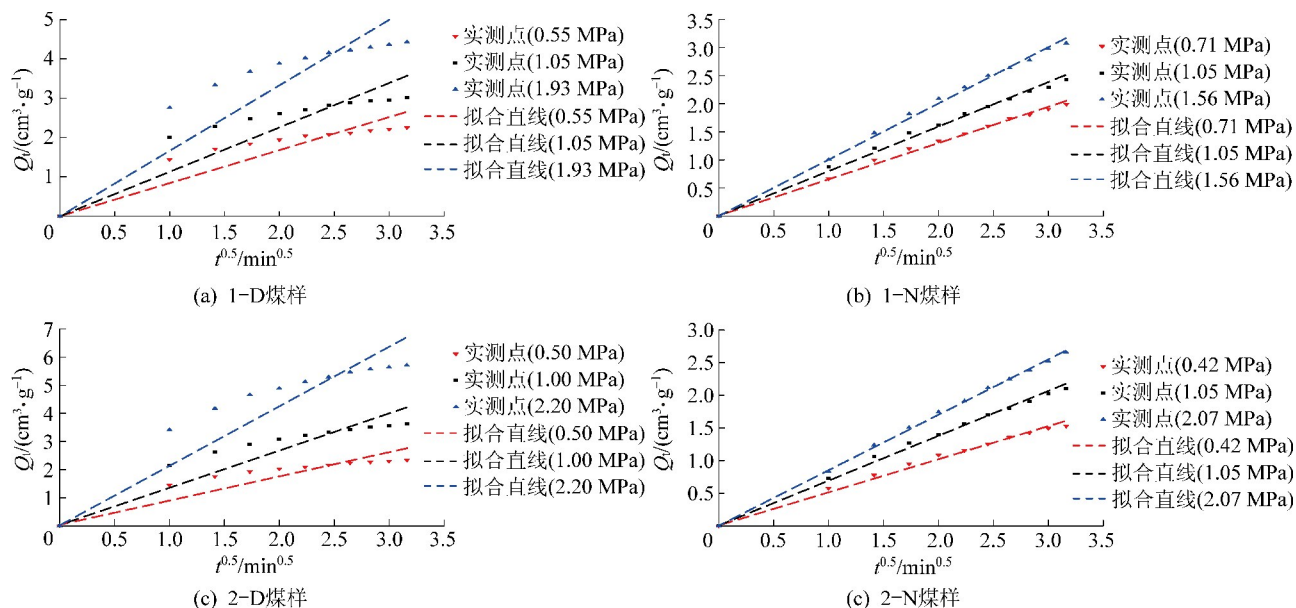 5
4
3
2
1
0
0.5
1.0
1.5
2.0
2.5
3.0
3.5
Qₜ/(cm³·g⁻¹)
t⁰·⁵/min⁰·⁵
实测点(0.55 MPa)
实测点(1.05 MPa)
实测点(1.93 MPa)
拟合直线(0.55 MPa)
拟合直线(1.05 MPa)
拟合直线(1.93 MPa)
(a) 1-D煤样
3.5
3.0
2.5
2.0
1.5
1.0
0.5
0
0.5
1.0
1.5
2.0
2.5
3.0
3.5
Qₜ/(cm³·g⁻¹)
t⁰·⁵/min⁰·⁵
实测点(0.71 MPa)
实测点(1.05 MPa)
实测点(1.56 MPa)
拟合直线(0.71 MPa)
拟合直线(1.05 MPa)
拟合直线(1.56 MPa)
(b) 1-N煤样
7
6
5
4
3
2
1
0
0.5
1.0
1.5
2.0
2.5
3.0
3.5
Qₜ/(cm³·g⁻¹)
t⁰·⁵/min⁰·⁵
实测点(0.50 MPa)
实测点(1.00 MPa)
实测点(2.20 MPa)
拟合直线(0.50 MPa)
拟合直线(1.00 MPa)
拟合直线(2.20 MPa)
(c) 2-D煤样
3.0
2.5
2.0
1.5
1.0
0.5
0
0.5
1.0
1.5
2.0
2.5
3.0
3.5
Qₜ/(cm³·g⁻¹)
t⁰·⁵/min⁰·⁵
实测点(0.42 MPa)
实测点(1.05 MPa)
实测点(2.07 MPa)
拟合直线(0.42 MPa)
拟合直线(1.05 MPa)
拟合直线(2.07 MPa)
(c) 2-N煤样